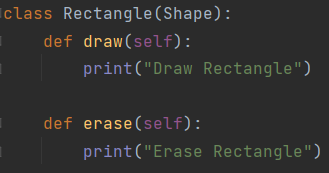 class Rectangle(Shape):
    def draw(self):
        print("Draw Rectangle")

    def erase(self):
        print("Erase Rectangle")